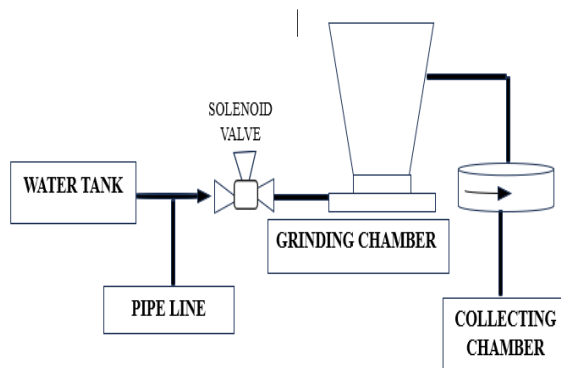 SOLENOID
VALVE
WATER TANK
GRINDING CHAMBER
PIPE LINE
COLLECTING
CHAMBER